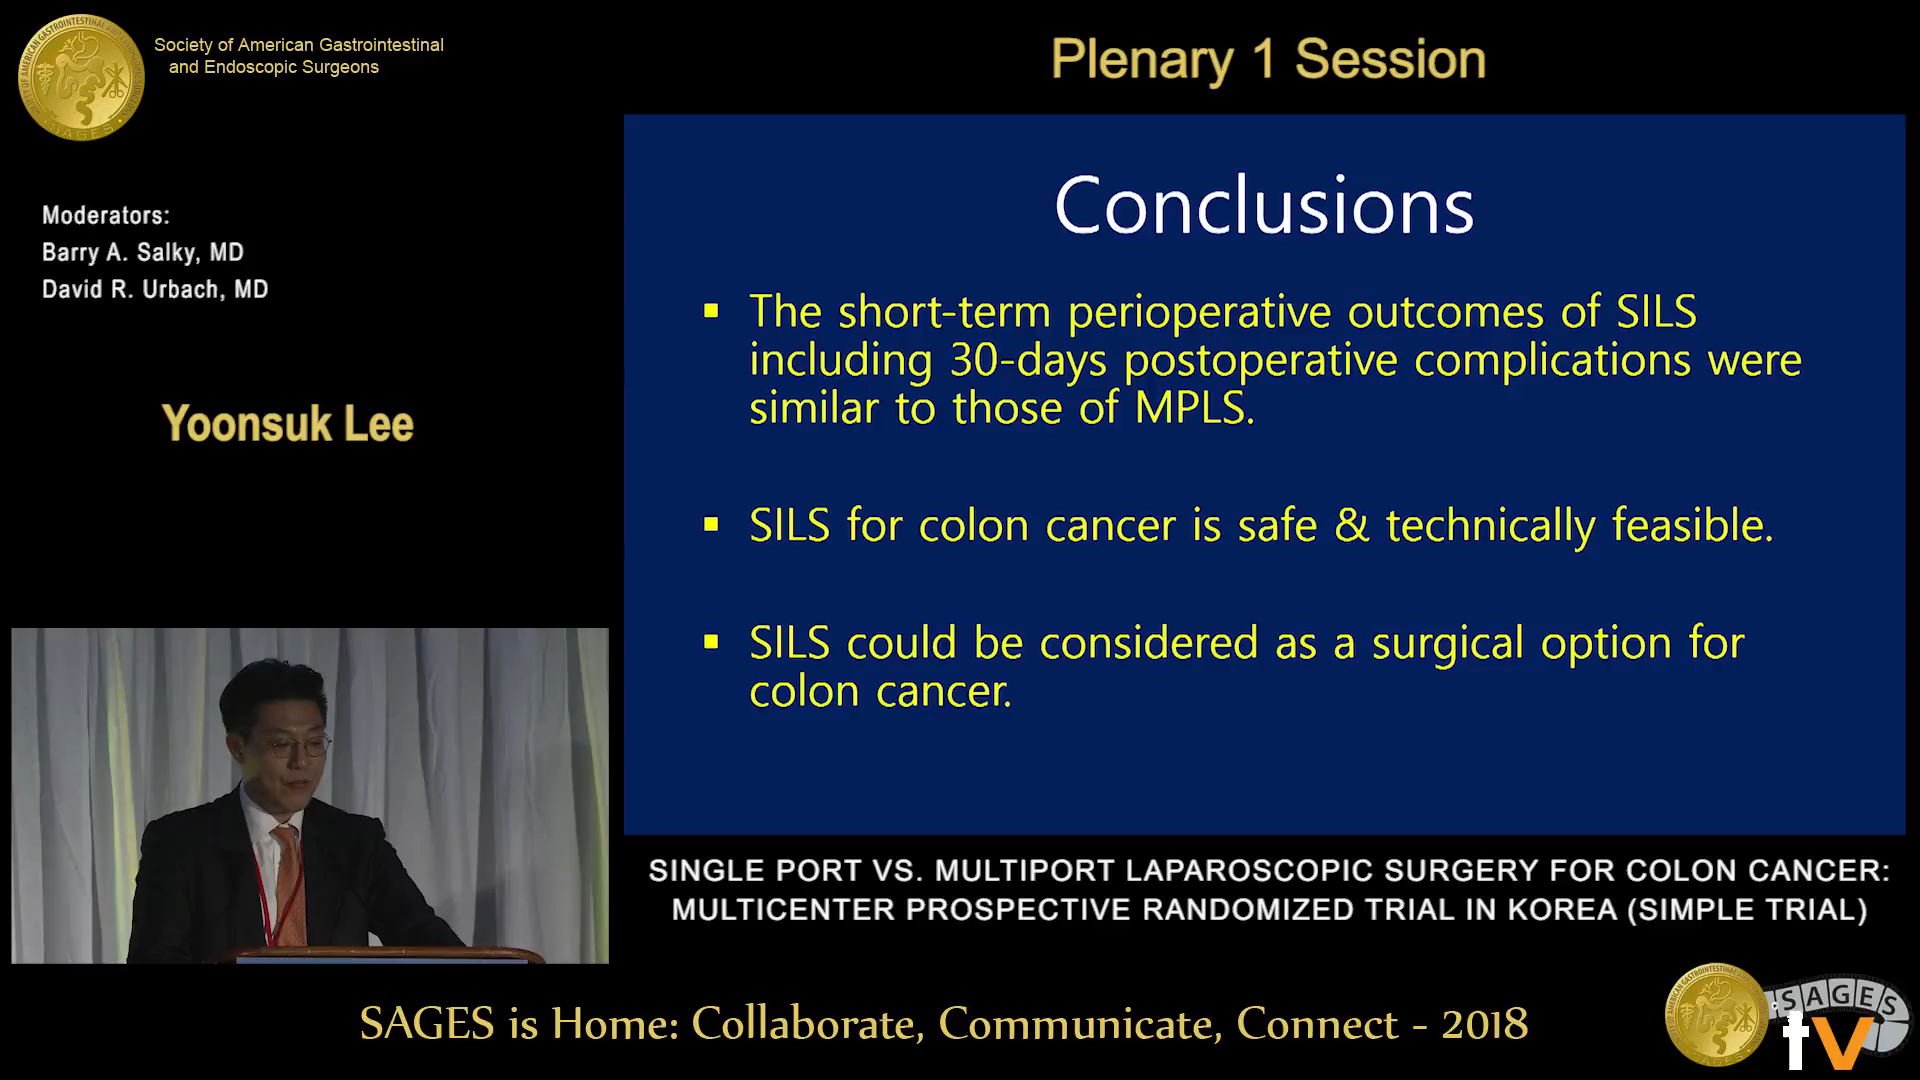 Society of American Gastrointestinal
and Endoscopic Surgeons
Plenary 1 Session
Moderators:
Barry A. Salky, MD
David R. Urbach, MD
Yoonsuk Lee
Conclusions
▪ The short-term perioperative outcomes of SILS
including 30-days postoperative complications were
similar to those of MPLS.
▪ SILS for colon cancer is safe & technically feasible.
▪ SILS could be considered as a surgical option for
colon cancer.
SINGLE PORT VS. MULTIPORT LAPAROSCOPIC SURGERY FOR COLON CANCER:
MULTICENTER PROSPECTIVE RANDOMIZED TRIAL IN KOREA (SIMPLE TRIAL)
SAGES is Home: Collaborate, Communicate, Connect - 2018
SAGES
tv